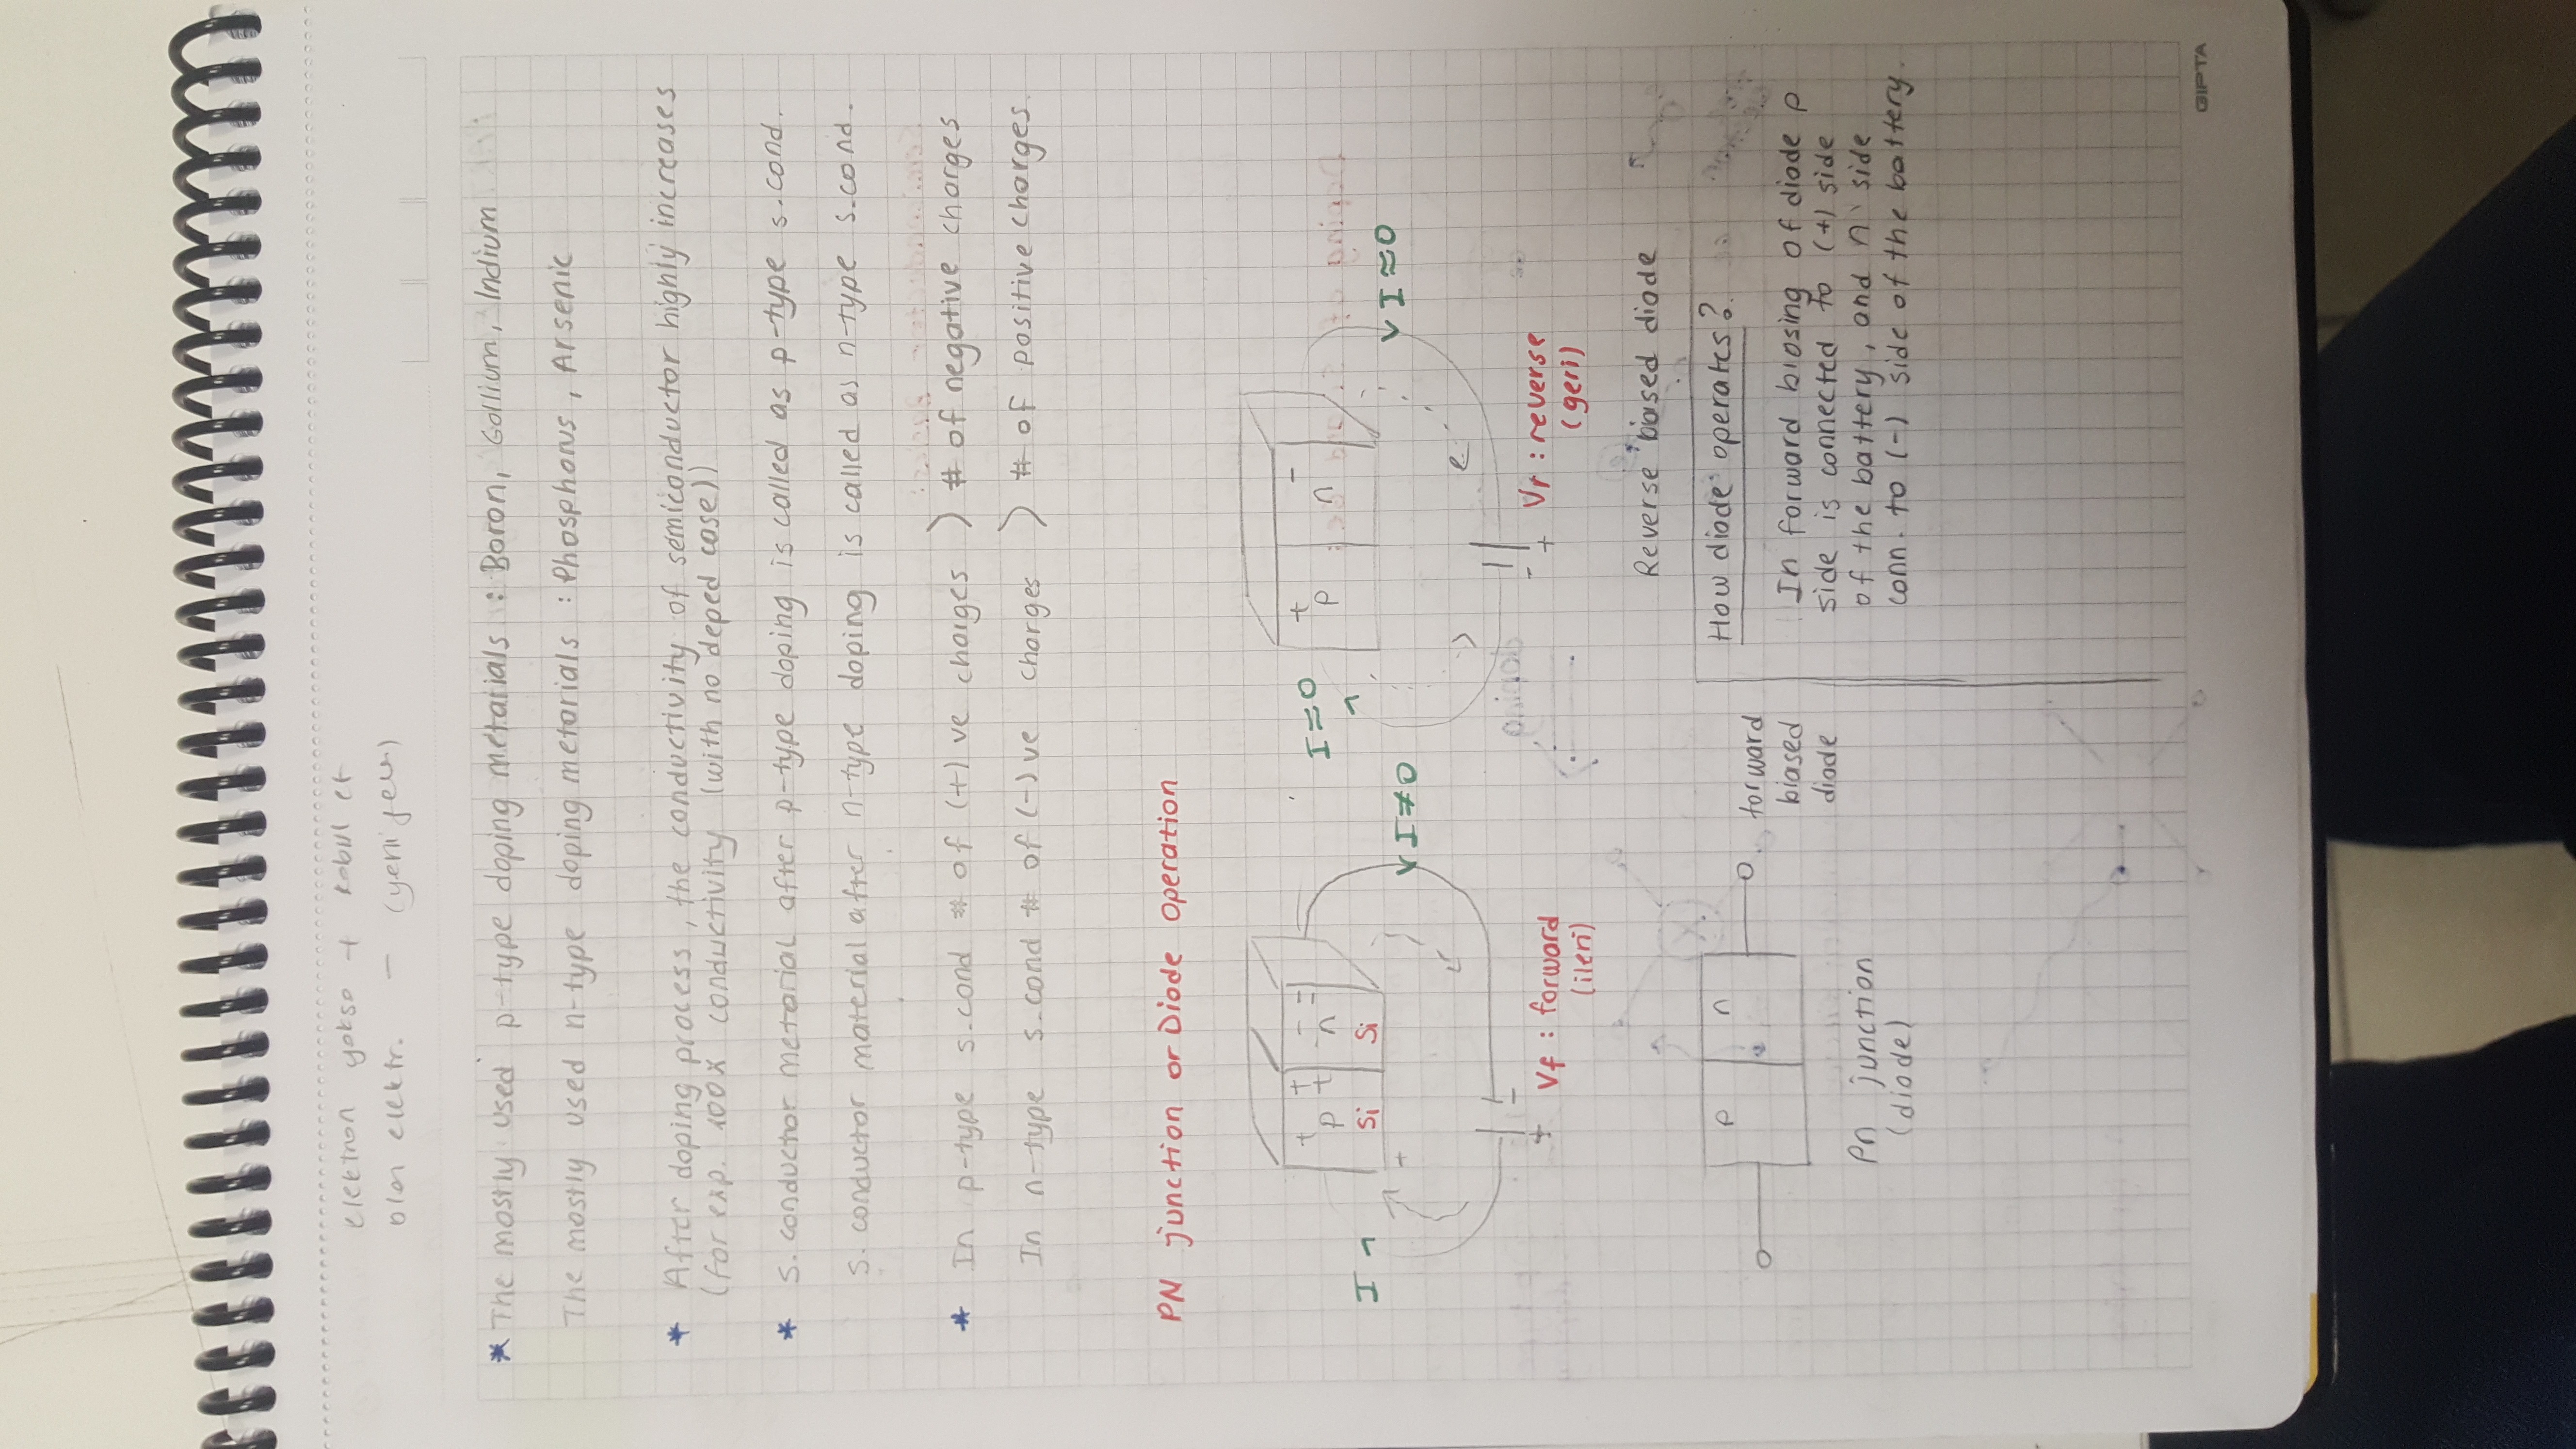 elektron yoksa + kabul et
olan elektr. - (yeni gelen)
* The mostly used p-type doping metarials : Boron, Gallium, Indium
The mostly used n-type doping metarials : Phosphorus, Arsenic
* After doping process, the conductivity of semiconductor highly increases
(for exp. 100x conductivity (with no deped case))
* s. conductor metarial after p-type doping is called as p-type s.cond.
s. conductor material after n-type doping is called as n-type s.cond.
* In p-type s.cond # of (+) ve charges > # of negative charges
In n-type s.cond # of (-) ve charges > # of positive charges.
PN junction or Diode Operation
+ + + - - - =
p n
Si Si
I
+
I ≠ 0
+ -
Vf : forward
(ileri)
I ≈ 0
+ -
p n
I ≈ 0
- +
Vr : reverse
(geri)
Reverse biased diode
p n
forward
biased
diode
Pn junction
(diode)
How diode operates?
In forward biasing of diode p
side is connected to (+) side
of the battery, and n side
conn. to (-) side of the battery.
GIPTA